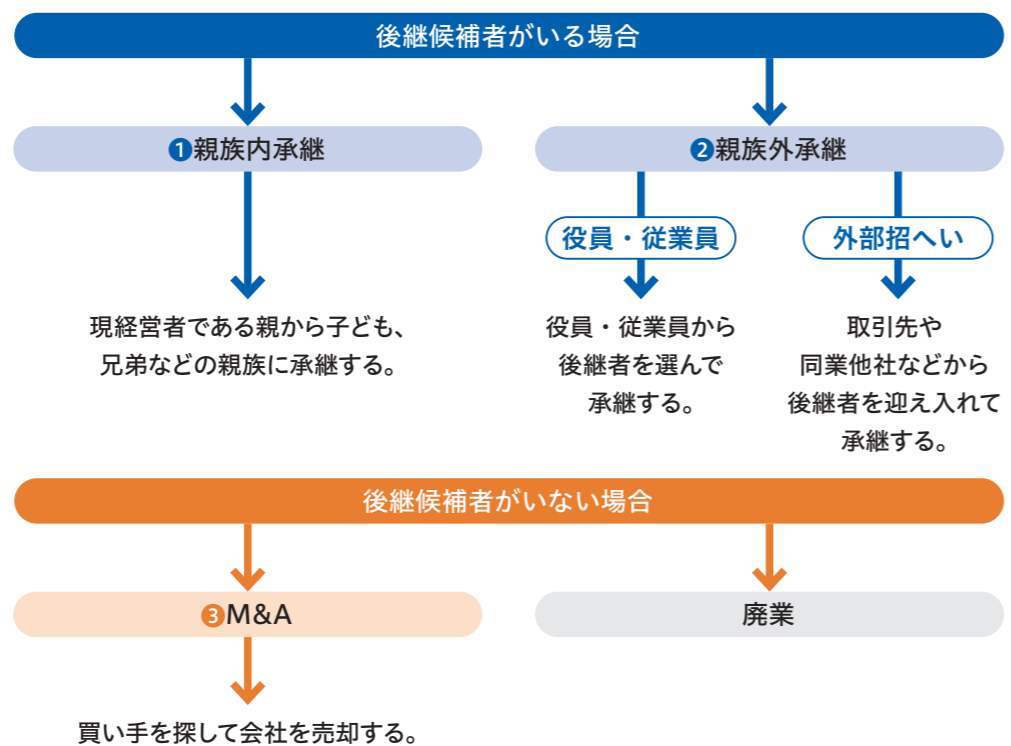 後継候補者がいる場合
❶親族内承継
現経営者である親から子ども、
兄弟などの親族に承継する。
❷親族外承継
役員・従業員
役員・従業員から
後継者を選んで
承継する。
外部招へい
取引先や
同業他社などから
後継者を迎え入れて
承継する。
後継候補者がいない場合
❸M&A
買い手を探して会社を売却する。
廃業